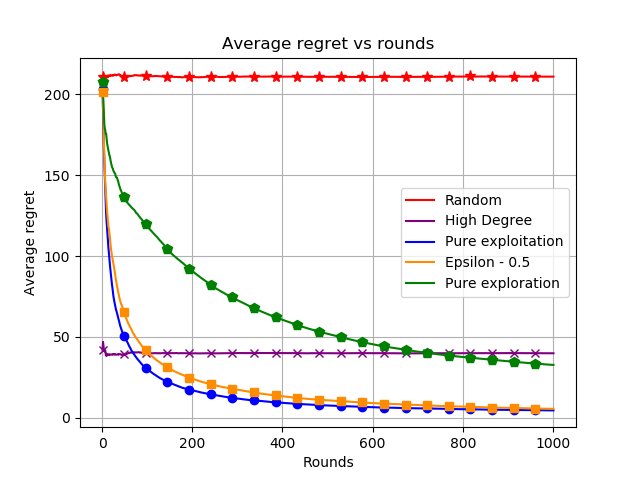 Average regret vs rounds
Average regret
200
150
100
50
0
Random
High Degree
Pure exploitation
Epsilon - 0.5
Pure exploration
0 200 400 600 800 1000
Rounds